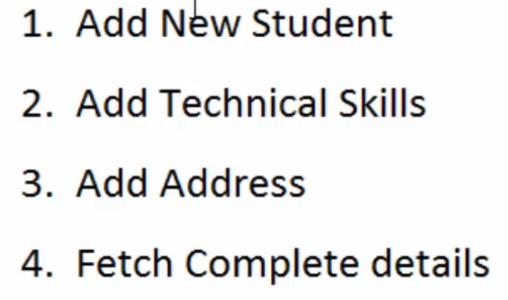 1. Add New Student
2. Add Technical Skills
3. Add Address
4. Fetch Complete details